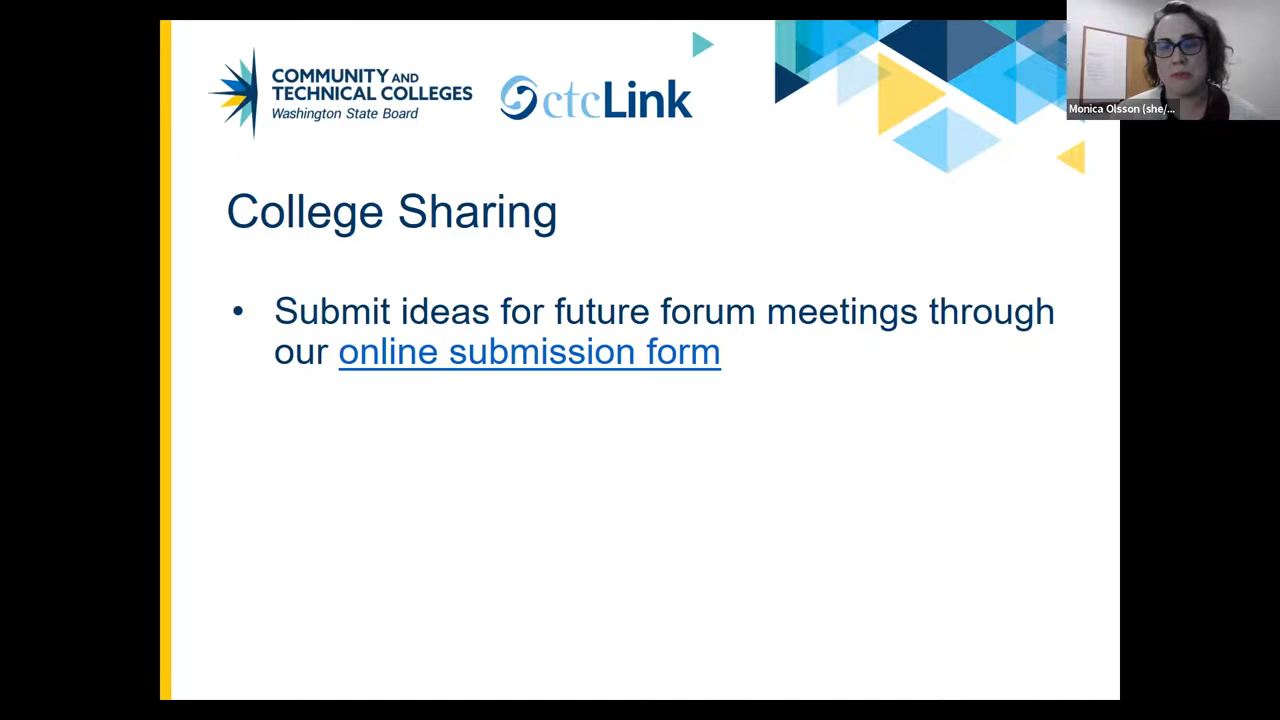 COMMUNITY AND
TECHNICAL COLLEGES
Washington State Board
ctcLink
Monica Olsson (she/...
College Sharing
• Submit ideas for future forum meetings through
our online submission form